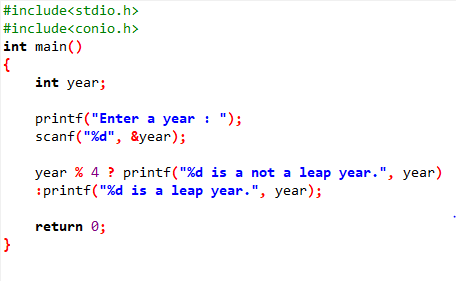 #include<stdio.h>
#include<conio.h>
int main()
{
int year;
printf("Enter a year : ");
scanf("%d", &year);
year % 4 ? printf("%d is a not a leap year.", year)
:printf("%d is a leap year.", year);
return 0;
}